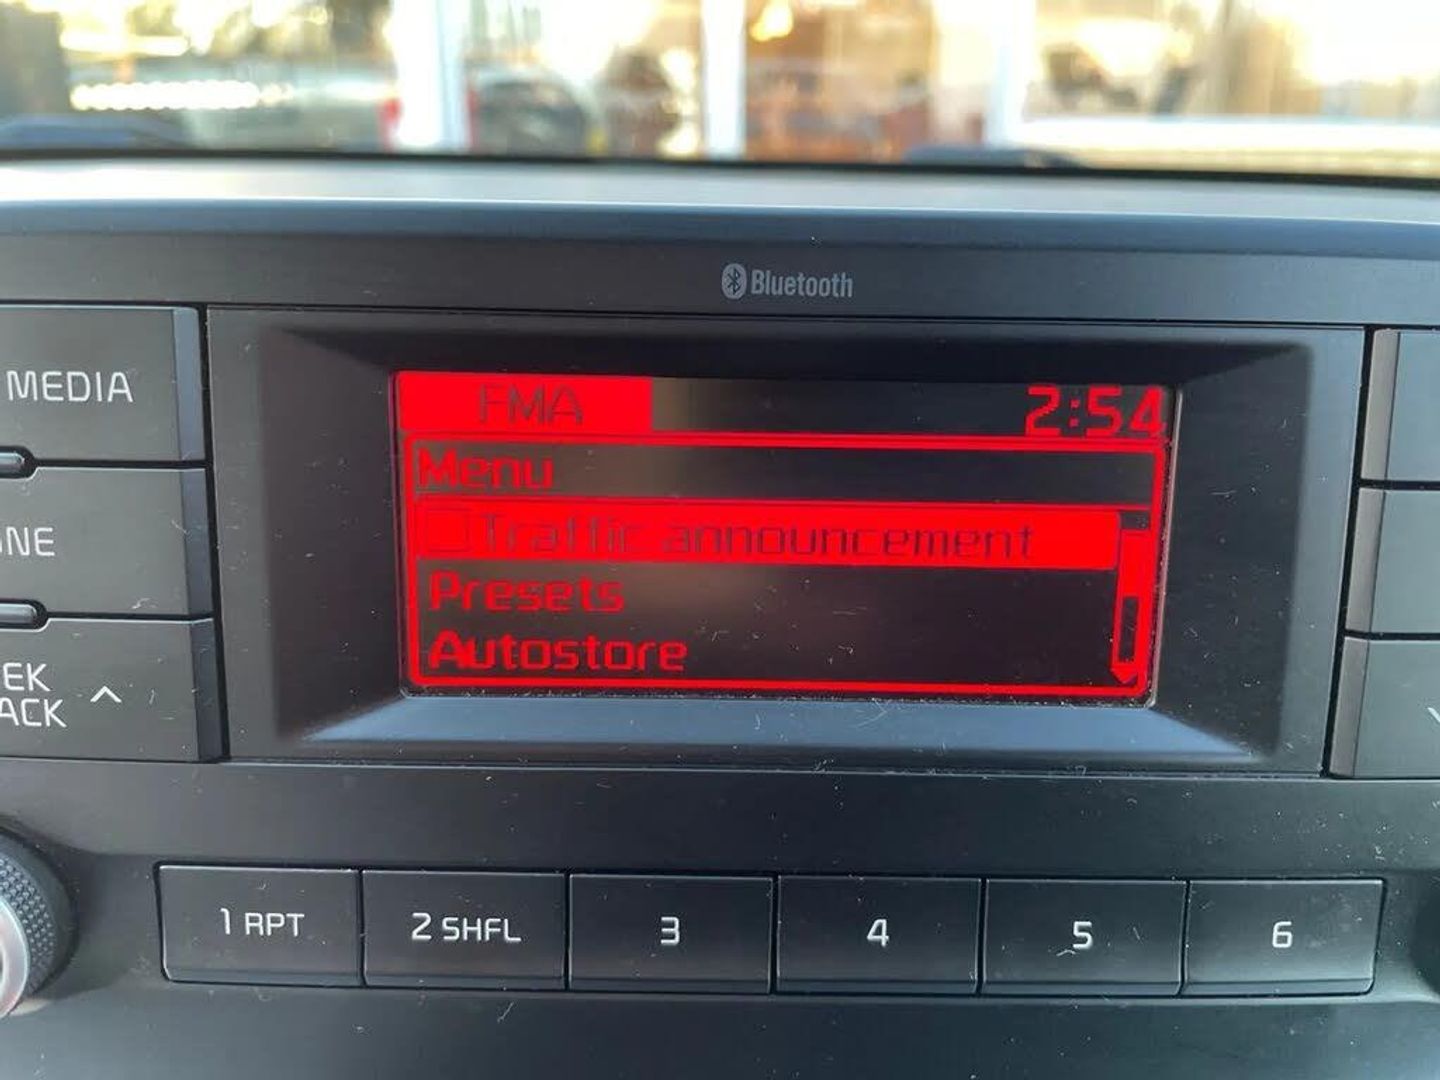 Bluetooth
MEDIA
FMA 2:54
Menu
Traffic announcement
Presets
Autostore
1 RPT
2 SHFL
3
4
5
6